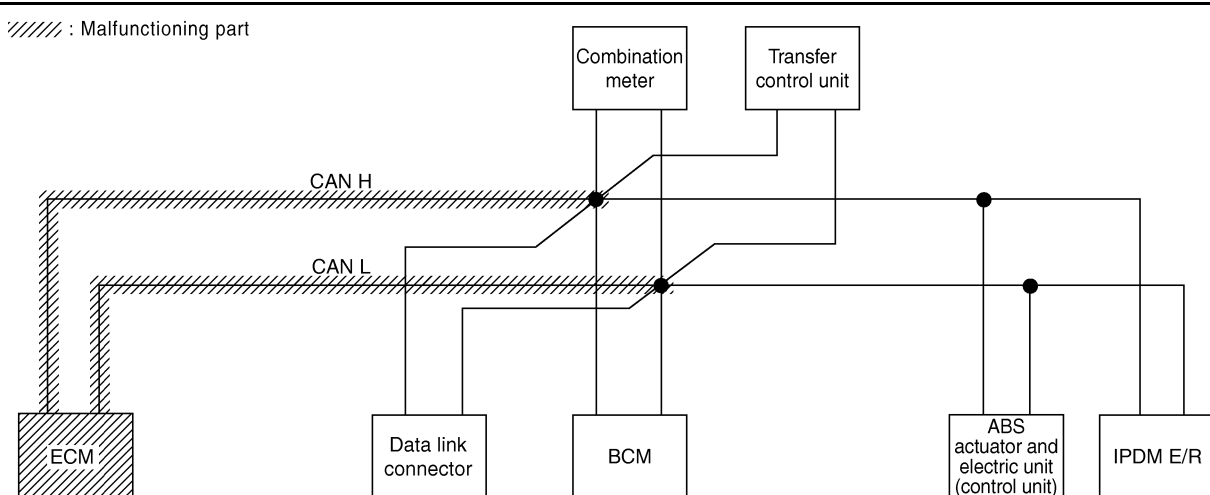 : Malfunctioning part
Combination
meter
Transfer
control unit
CAN H
CAN L
ECM
Data link
connector
BCM
ABS
actuator and
electric unit
(control unit)
IPDM E/R